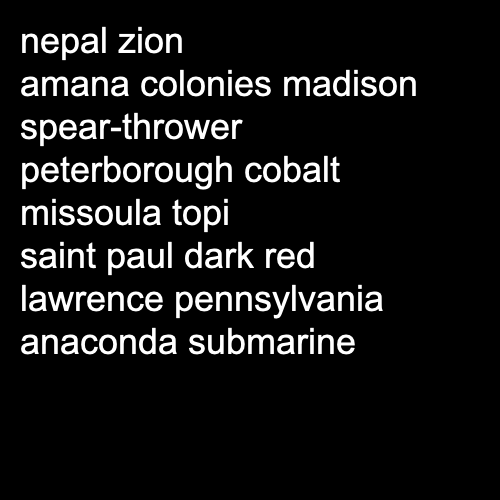 nepal zion
amana colonies madison
spear-thrower
peterborough cobalt
missoula topi
saint paul dark red
lawrence pennsylvania
anaconda submarine